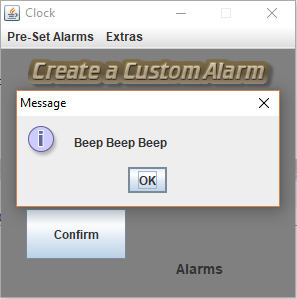 Clock
Pre-Set Alarms Extras
Create a Custom Alarm
Message
Beep Beep Beep
OK
Confirm
Alarms